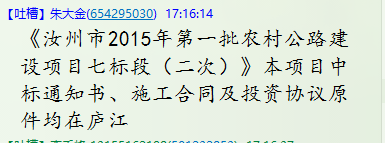 【吐槽】朱大金(654295030) 17:16:14
《汝州市2015年第一批农村公路建
设项目七标段（二次）》本项目中
标通知书、施工合同及投资协议原
件均在庐江